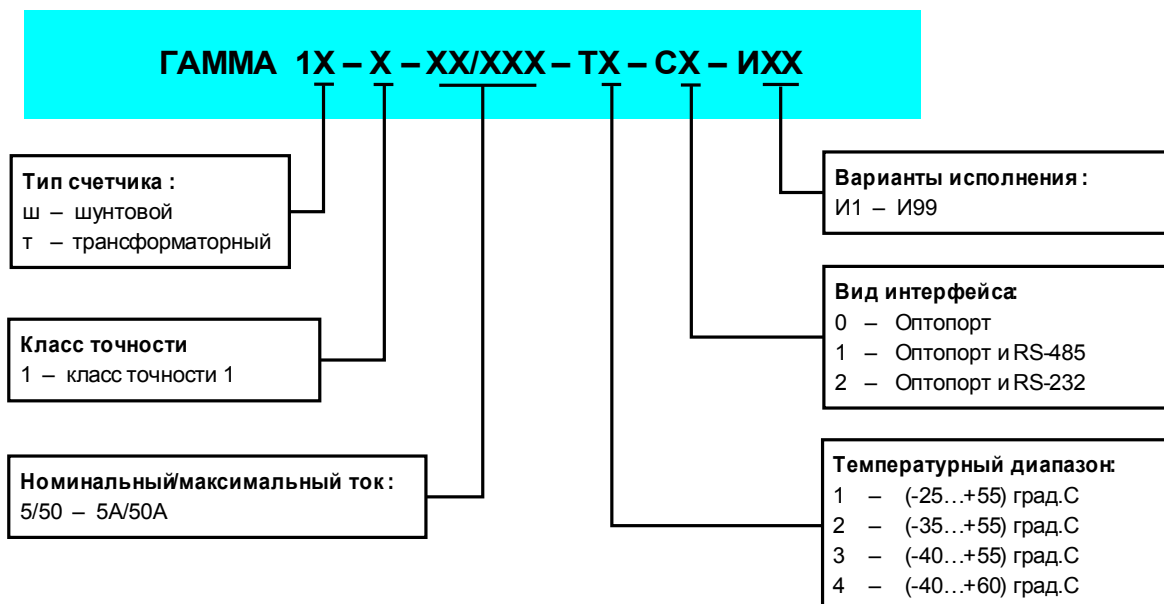 ГАММА 1Х – Х – ХХ/ХХХ – ТХ – СХ – ИХХ
Тип счетчика :
ш – шунтовой
т – трансформаторный
Класс точности
1 – класс точности 1
Номинальный/максимальный ток :
5/50 – 5А/50А
Варианты исполнения :
И1 – И99
Вид интерфейса:
0 – Оптопорт
1 – Оптопорт и RS-485
2 – Оптопорт и RS-232
Температурный диапазон:
1 – (-25...+55) град.С
2 – (-35...+55) град.С
3 – (-40...+55) град.С
4 – (-40...+60) град.С